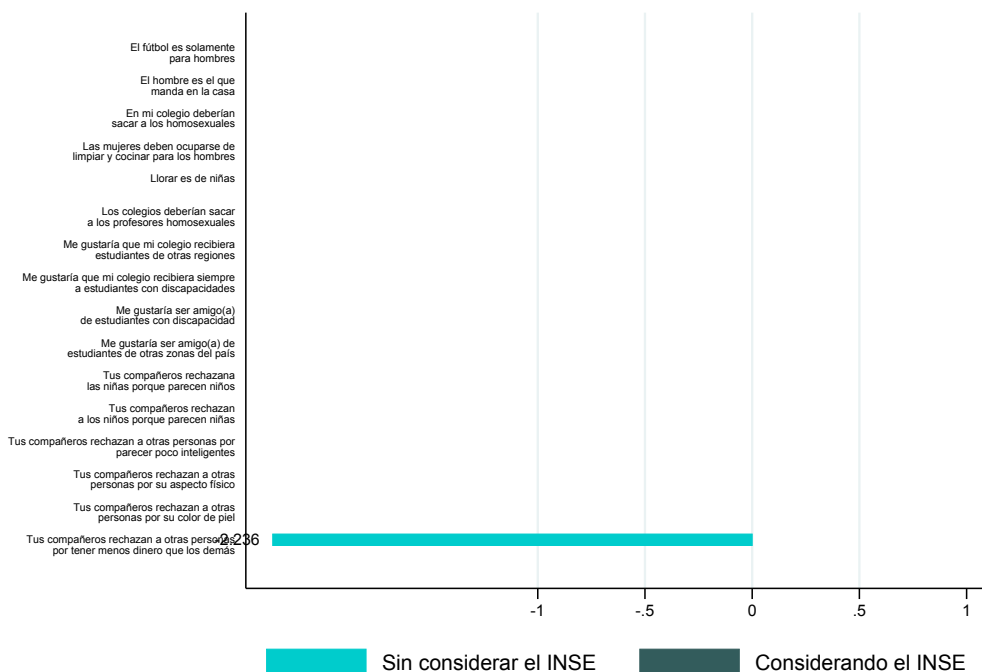 El fútbol es solamente
para hombres
El hombre es el que
manda en la casa
En mi colegio deberían
sacar a los homosexuales
Las mujeres deben ocuparse de
limpiar y cocinar para los hombres
Llorar es de niñas
Los colegios deberían sacar
a los profesores homosexuales
Me gustaría que mi colegio recibiera
estudiantes de otras regiones
Me gustaría que mi colegio recibiera siempre
a estudiantes con discapacidades
Me gustaría ser amigo(a)
de estudiantes con discapacidad
Me gustaría ser amigo(a) de
estudiantes de otras zonas del país
Tus compañeros rechazana
las niñas porque parecen niños
Tus compañeros rechazan
a los niños porque parecen niñas
Tus compañeros rechazan a otras personas por
parecer poco inteligentes
Tus compañeros rechazan a otras
personas por su aspecto físico
Tus compañeros rechazan a otras
personas por su color de piel
Tus compañeros rechazan a otras personas
por tener menos dinero que los demás
-2.236
-1 -.5 0 .5 1
Sin considerar el INSE Considerando el INSE